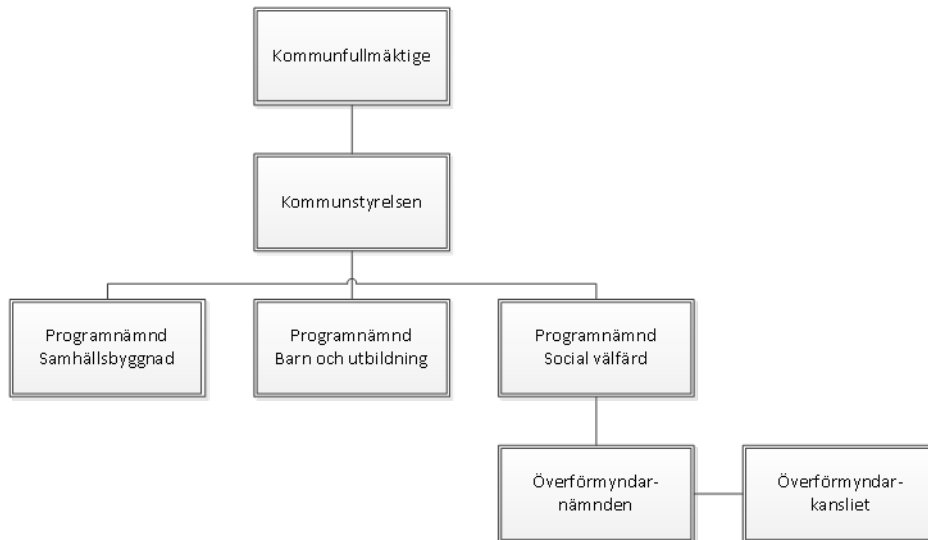 Kommunfullmäktige
Kommunstyrelsen
Programnämnd
Samhällsbyggnad
Programnämnd
Barn och utbildning
Programnämnd
Social välfärd
Överförmyndar-
nämnden
Överförmyndar-
kansliet